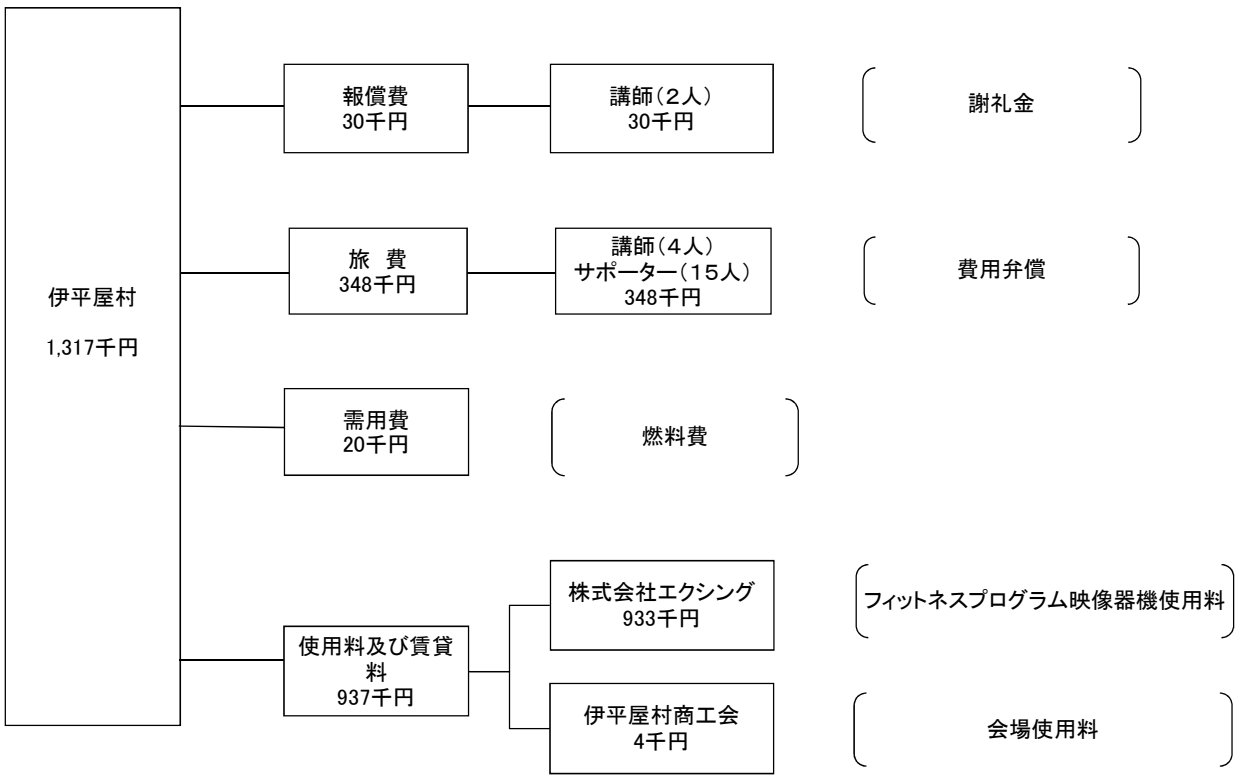 伊平屋村
1,317千円
報償費
30千円
講師(2人)
30千円
謝礼金
旅　費
348千円
講師(4人)
サポーター(15人)
348千円
費用弁償
需用費
20千円
燃料費
使用料及び賃貸
料
937千円
株式会社エクシング
933千円
フィットネスプログラム映像器機使用料
伊平屋村商工会
4千円
会場使用料